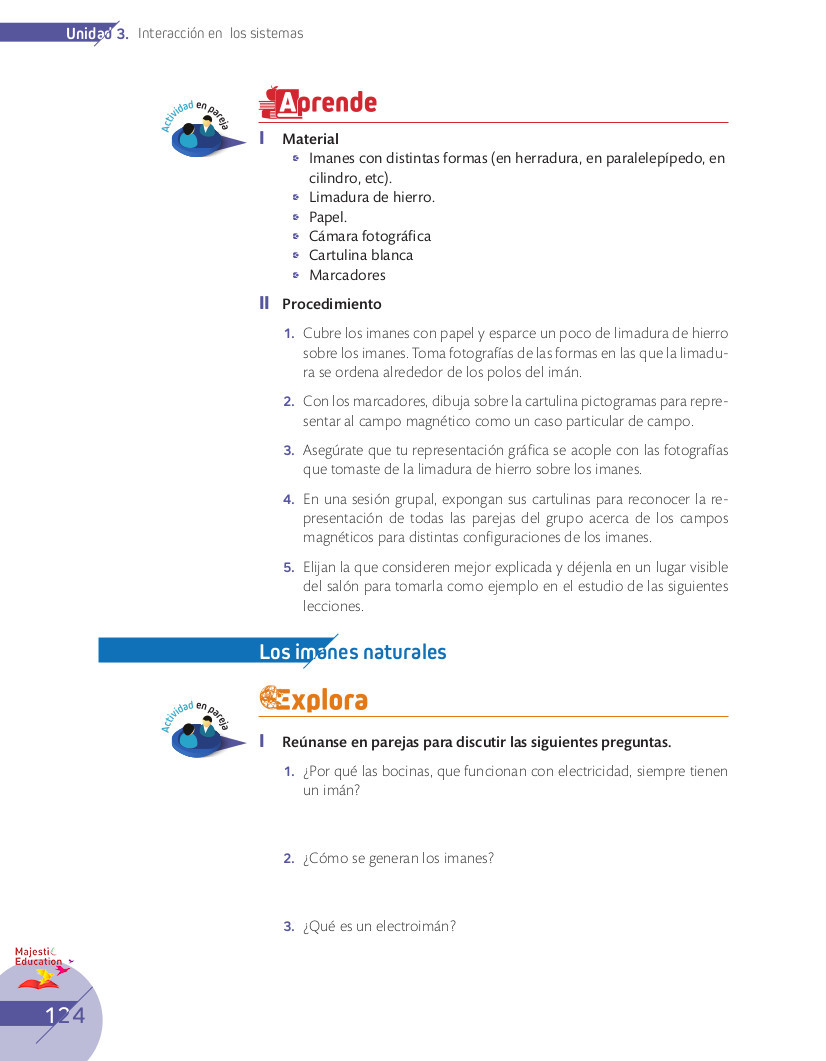 Unidad 3. Interacción en los sistemas
Actividad en pareja
Aprende
I Material
Imanes con distintas formas (en herradura, en paralelepípedo, en
cilindro, etc).
Limadura de hierro.
Papel.
Cámara fotográfica
Cartulina blanca
Marcadores
II Procedimiento
1. Cubre los imanes con papel y esparce un poco de limadura de hierro
sobre los imanes. Toma fotografías de las formas en las que la limadu-
ra se ordena alrededor de los polos del imán.
2. Con los marcadores, dibuja sobre la cartulina pictogramas para repre-
sentar al campo magnético como un caso particular de campo.
3. Asegúrate que tu representación gráfica se acople con las fotografías
que tomaste de la limadura de hierro sobre los imanes.
4. En una sesión grupal, expongan sus cartulinas para reconocer la re-
presentación de todas las parejas del grupo acerca de los campos
magnéticos para distintas configuraciones de los imanes.
5. Elijan la que consideren mejor explicada y déjenla en un lugar visible
del salón para tomarla como ejemplo en el estudio de las siguientes
lecciones.
Los imanes naturales
Actividad en pareja
Explora
I Reúnanse en parejas para discutir las siguientes preguntas.
1. ¿Por qué las bocinas, que funcionan con electricidad, siempre tienen
un imán?
2. ¿Cómo se generan los imanes?
3. ¿Qué es un electroimán?
Majestic
Education
124